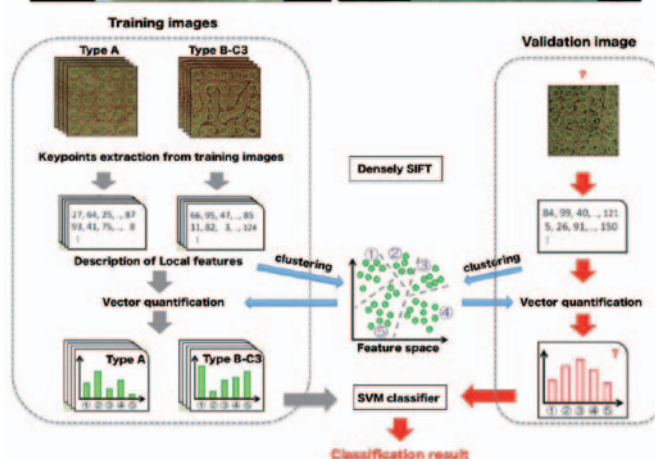 Training images
Type A Type B-C3
Keypoints extraction from training images
27, 64, 25, .., 87
93, 41, 75, .., 8
⋮
66, 95, 47, .., 85
11, 82, 3, .., 124
⋮
Description of Local features
Vector quantification
Type A
① ② ③ ④ ⑤
Type B-C3
① ② ③ ④ ⑤
Densely SIFT
clustering
clustering
① ② ③ ④ ⑤
Feature space
SVM classifier
Classification result
Validation image
?
84, 99, 40, .., 121
5, 26, 91, .., 150
⋮
Vector quantification
?
① ② ③ ④ ⑤